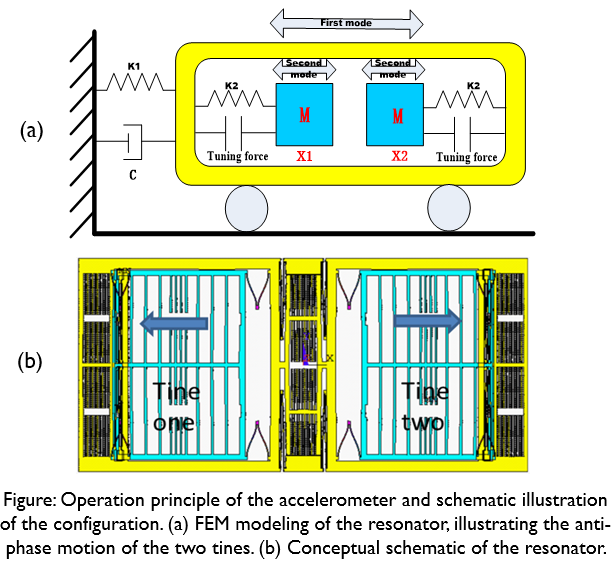 First mode
K1
Second
mode
Second
mode
K2
K2
M
M
(a)
Tuning force
X1
X2
Tuning force
C
(b)
X
Tine
one
Tine
two
Figure: Operation principle of the accelerometer and schematic illustration
of the configuration. (a) FEM modeling of the resonator, illustrating the anti-
phase motion of the two tines. (b) Conceptual schematic of the resonator.